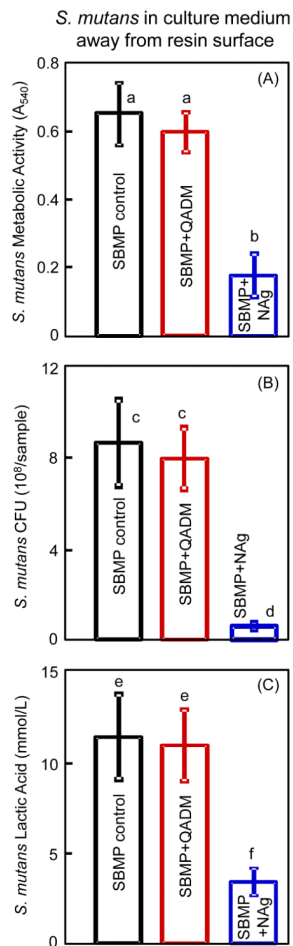 S. mutans in culture medium
away from resin surface
S. mutans Metabolic Activity (A540)
0.8
0.6
0.4
0.2
0
(A)
a
a
b
SBMP control
SBMP+QADM
SBMP+
NAg
S. mutans CFU (10⁸/sample)
12
8
4
0
(B)
c
c
d
SBMP control
SBMP+QADM
SBMP+NAg
S. mutans Lactic Acid (mmol/L)
15
10
5
0
(C)
e
e
f
SBMP control
SBMP+QADM
SBMP
+NAg